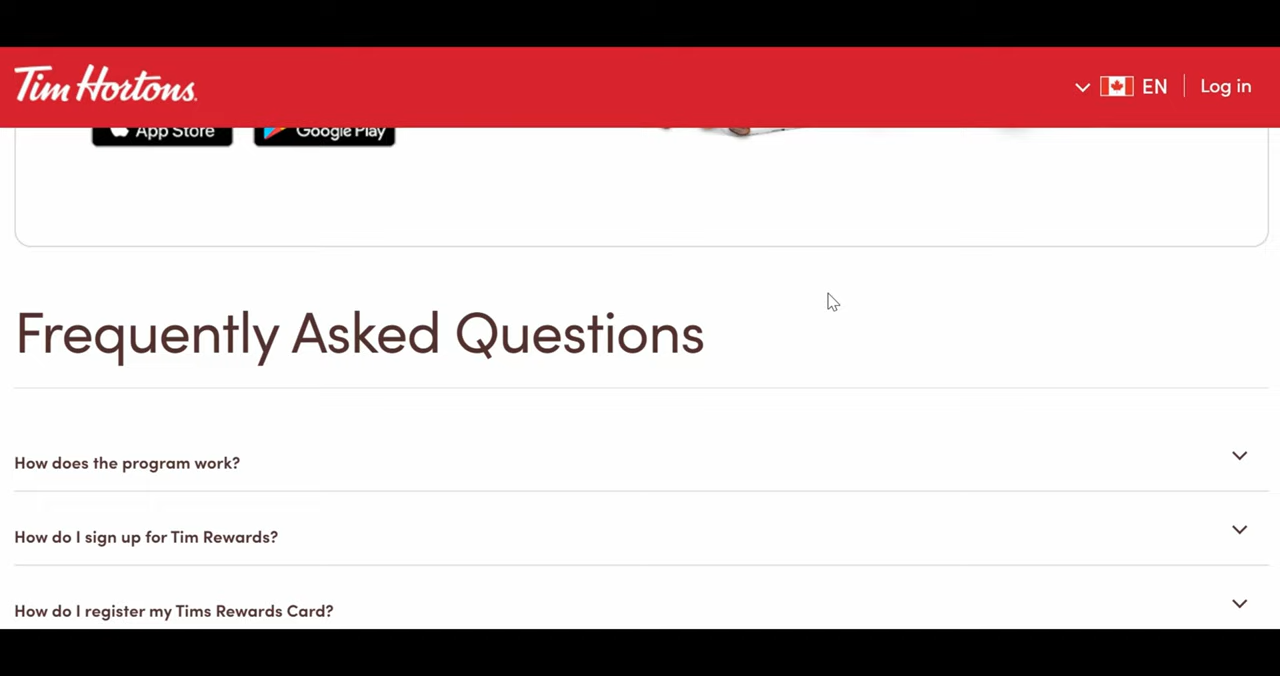 Tim Hortons.
EN
Log in
App Store
Google Play
Frequently Asked Questions
How does the program work?
How do I sign up for Tim Rewards?
How do I register my Tims Rewards Card?